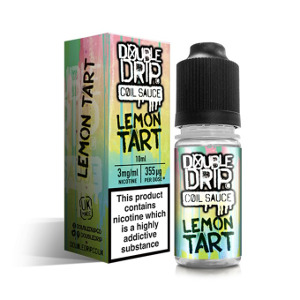 LEMON TART
DOUBLE
DRIP
COIL SAUCE
LEMON
TART
10ml
3mg/ml
NICOTINE
355µg
PER DOSE
This product
contains nicotine
which is a highly
addictive
substance
DOUBLE
DRIP
COIL SAUCE
LEMON
TART